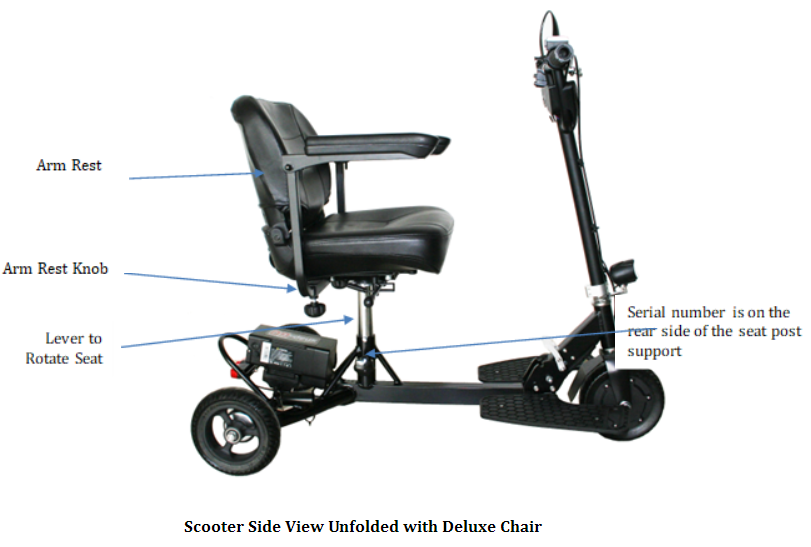 Arm Rest
Arm Rest Knob
Lever to
Rotate Seat
Serial number is on the
rear side of the seat post
support
Scooter Side View Unfolded with Deluxe Chair